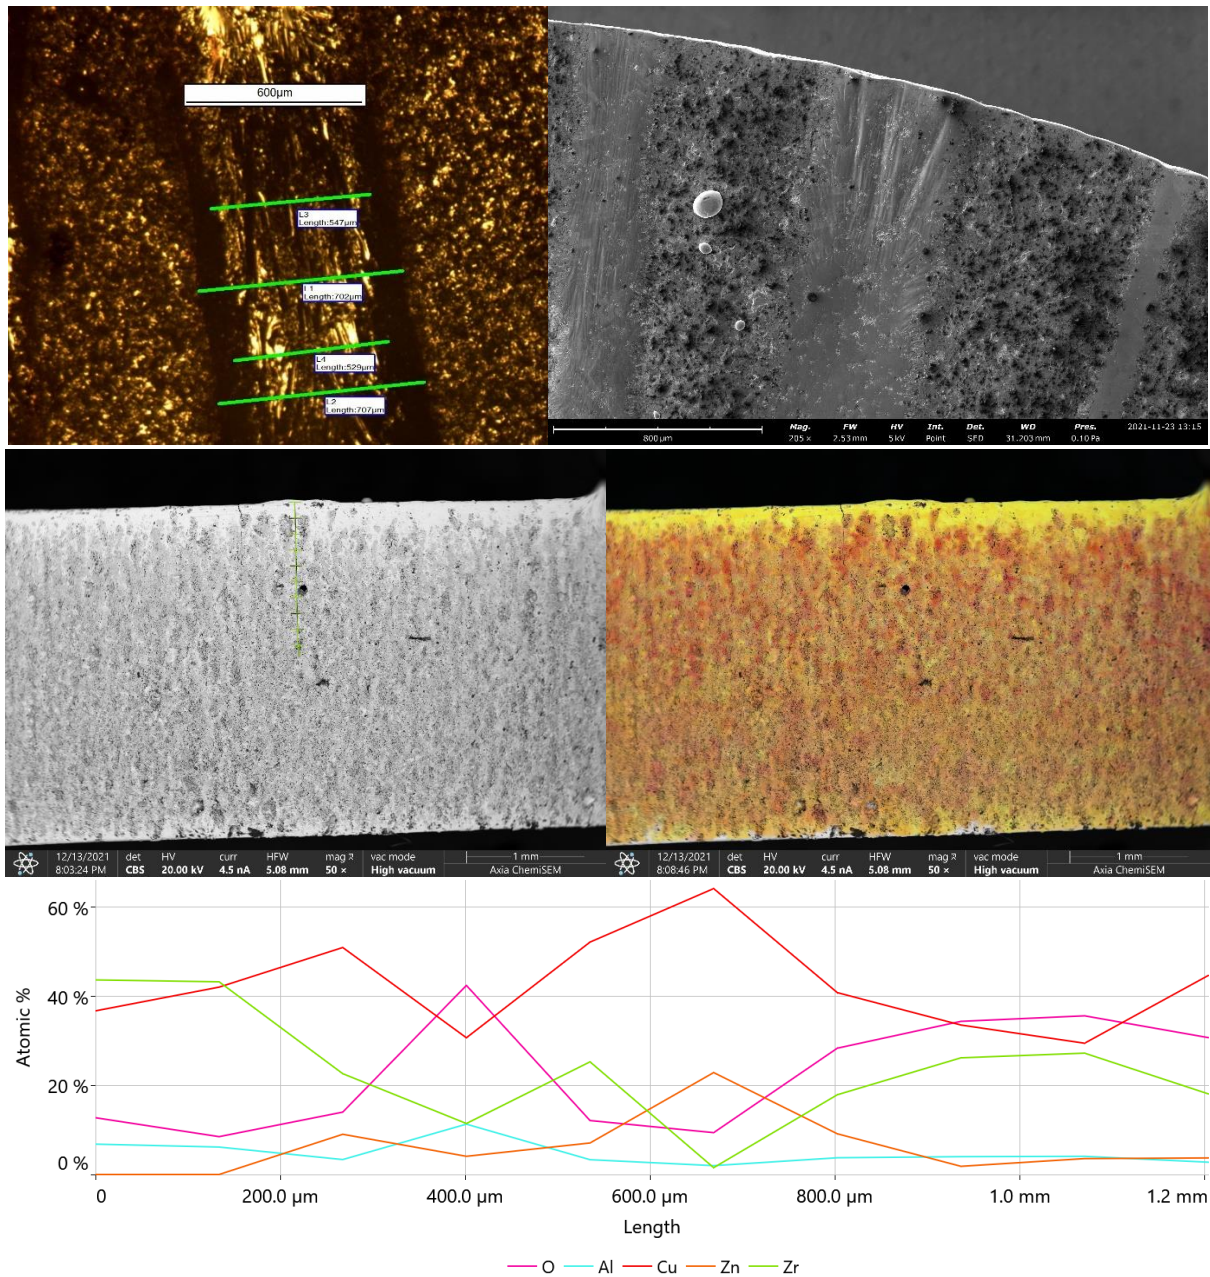 600µm
L3
Length:547µm
L1
Length:702µm
L4
Length:529µm
L2
Length:707µm
800 µm
Mag. FW HV Int. Det. WD Pres. 2021-11-23 13:15
205 × 2.53 mm 5 kV Point SED 31.203 mm 0.10 Pa
12/13/2021 det HV curr HFW mag vac mode 1 mm
8:03:24 PM CBS 20.00 kV 4.5 nA 5.08 mm 50 × High vacuum Axia ChemiSEM
12/13/2021 det HV curr HFW mag vac mode 1 mm
8:08:46 PM CBS 20.00 kV 4.5 nA 5.08 mm 50 × High vacuum Axia ChemiSEM
60 %
40 %
20 %
0 %
Atomic %
0 200.0 µm 400.0 µm 600.0 µm 800.0 µm 1.0 mm 1.2 mm
Length
O Al Cu Zn Zr